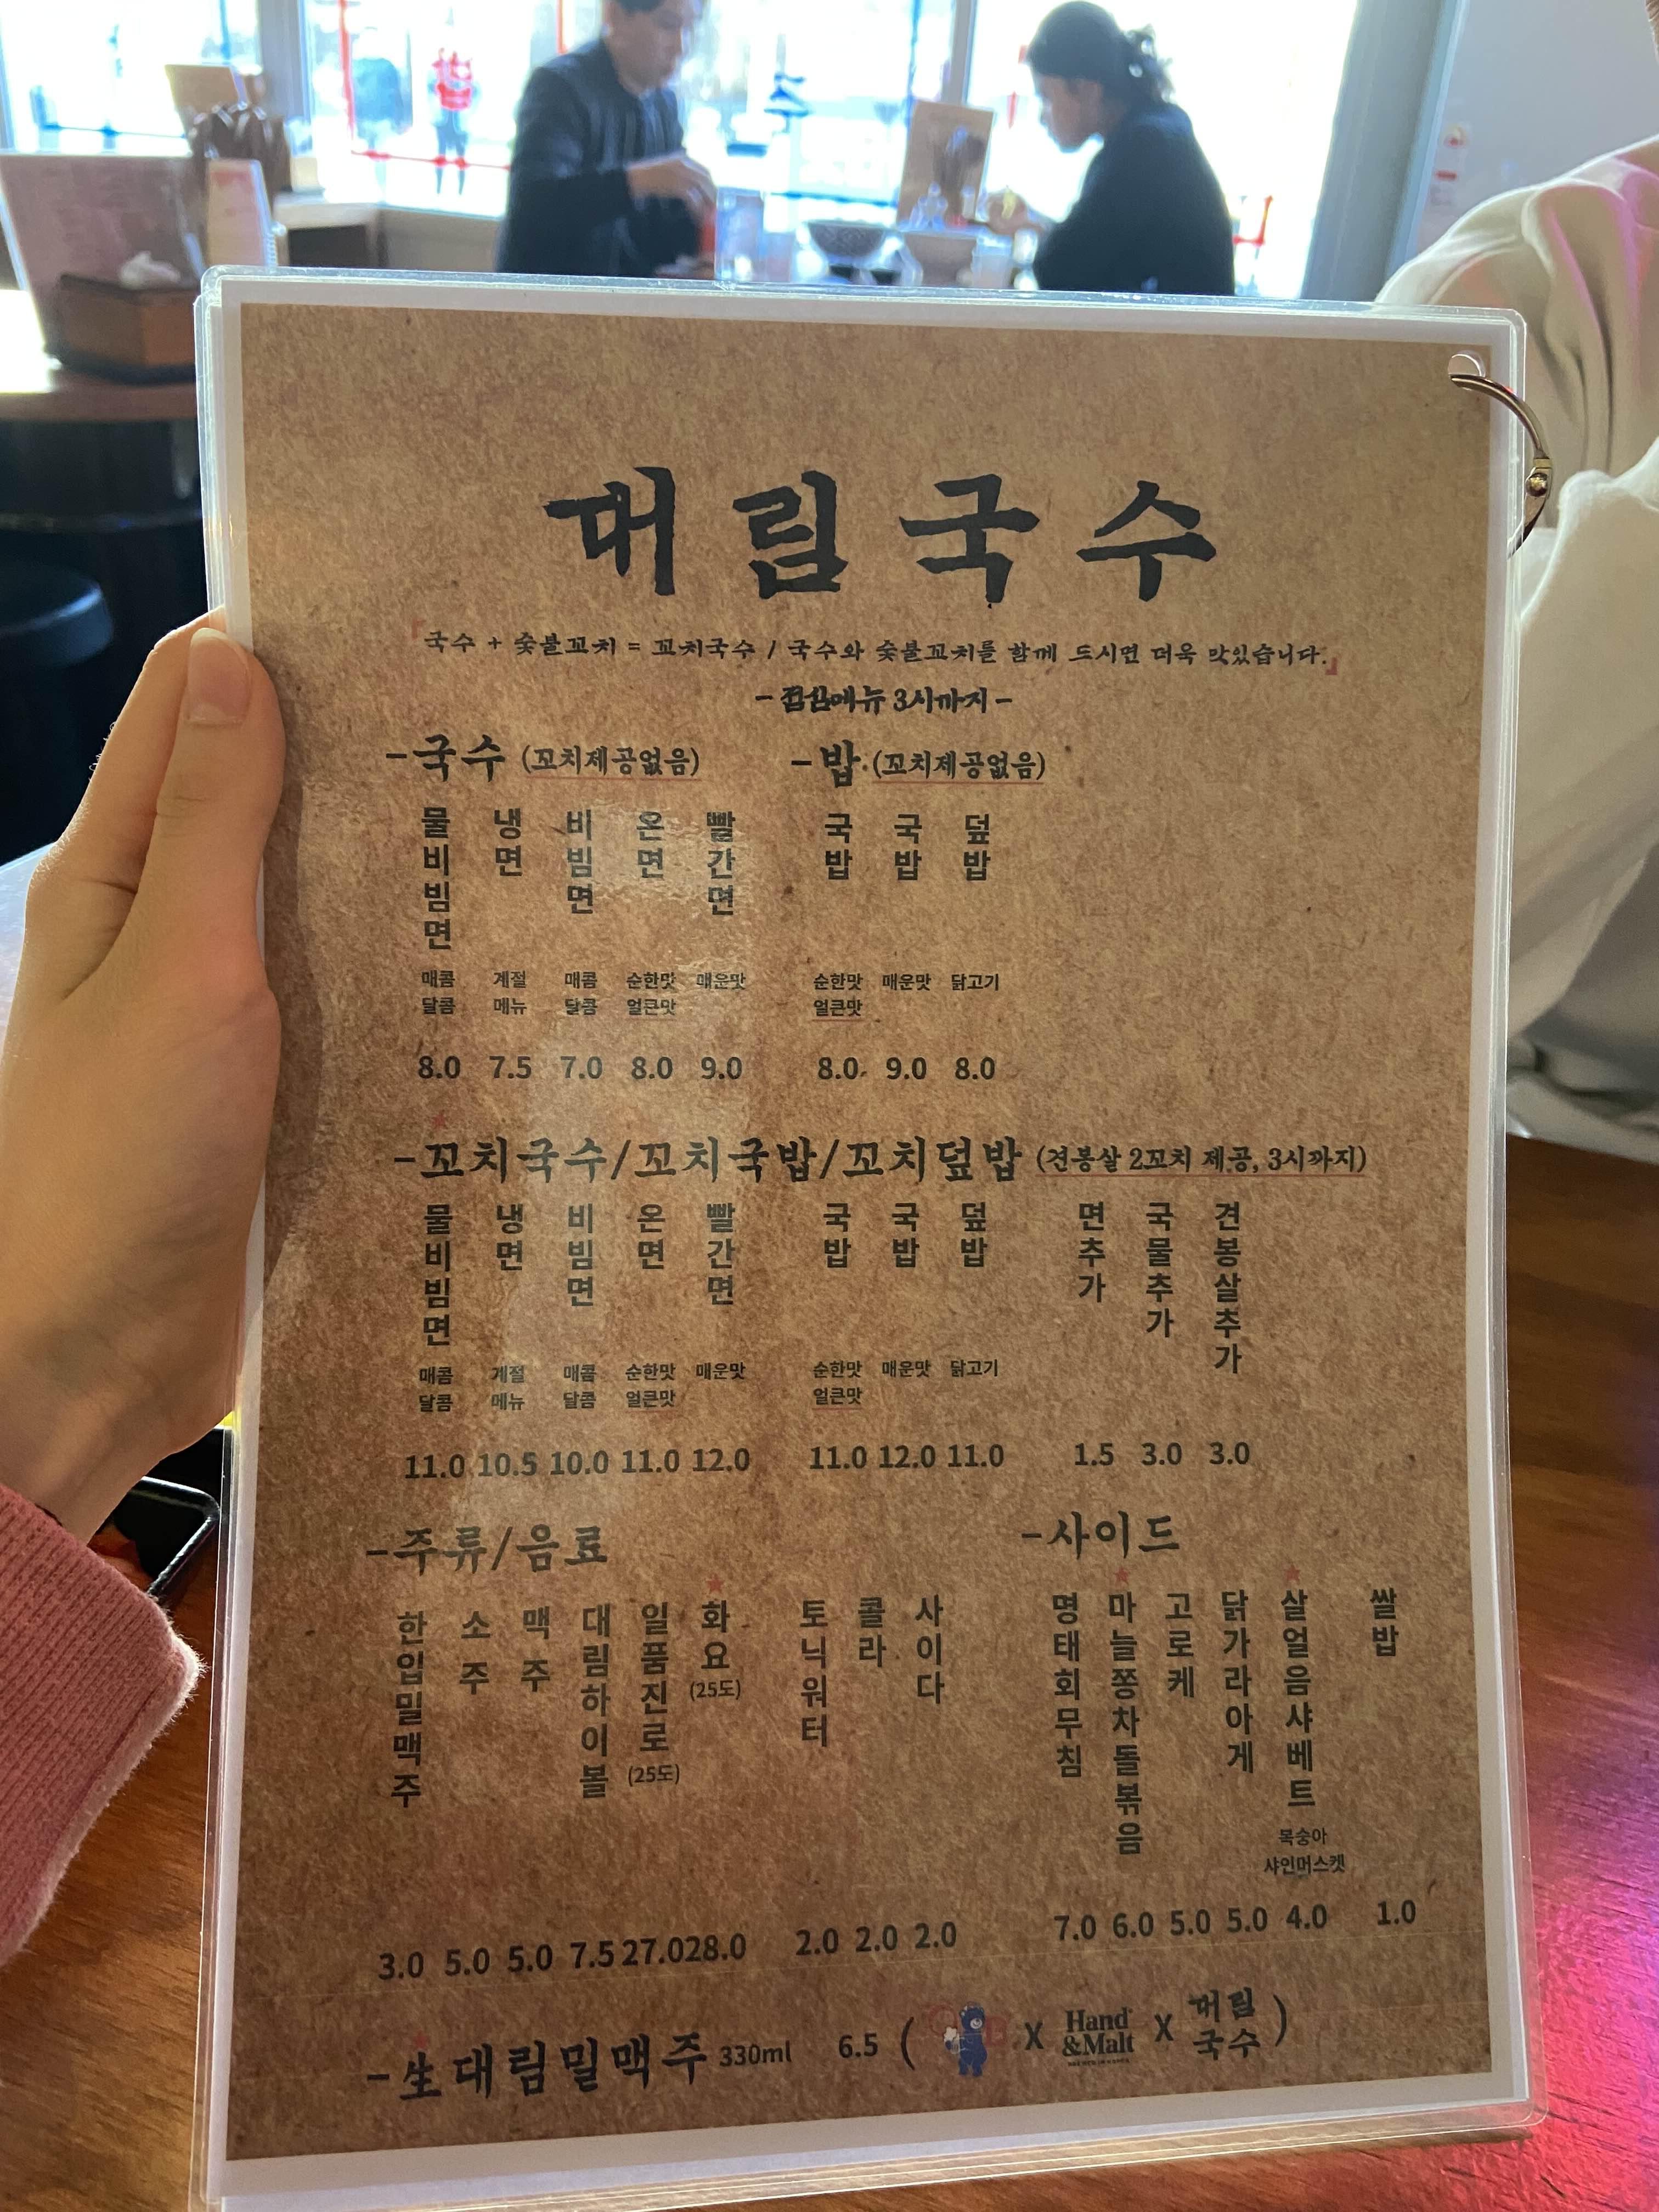 대림국수
「국수 + 숯불꼬치 = 꼬치국수 / 국수와 숯불꼬치를 함께 드시면 더욱 맛있습니다.」
- 점심메뉴 3시까지 -
-국수 (꼬치제공없음)
물비빔면 냉면 비빔면 온면 빨간면
매콤 계절 매콤 순한맛 매운맛
달콤 메뉴 달콤 얼큰맛
8.0 7.5 7.0 8.0 9.0
-밥 (꼬치제공없음)
국밥 국밥 덮밥
순한맛 매운맛 닭고기
얼큰맛
8.0 9.0 8.0
-꼬치국수/꼬치국밥/꼬치덮밥 (견봉살 2꼬치 제공, 3시까지)
물비빔면 냉면 비빔면 온면 빨간면 국밥 국밥 덮밥 면추가 국물추가 견봉살추가
매콤 계절 매콤 순한맛 매운맛 순한맛 매운맛 닭고기
달콤 메뉴 달콤 얼큰맛 얼큰맛
11.0 10.5 10.0 11.0 12.0 11.0 12.0 11.0 1.5 3.0 3.0
-주류/음료
한입밀맥주 소주 맥주 대림하이볼 일품진로 (25도) 화요 (25도) 토닉워터 콜라 사이다
3.0 5.0 5.0 7.5 27.0 28.0 2.0 2.0 2.0
-사이드
명태회무침 마늘쫑차돌볶음 고로케 닭가라아게 살얼음샤베트 쌀밥
목숭아
샤인머스켓
7.0 6.0 5.0 5.0 4.0 1.0
-生대림밀맥주 330ml 6.5 ( X Hand &Malt X 대림국수 )